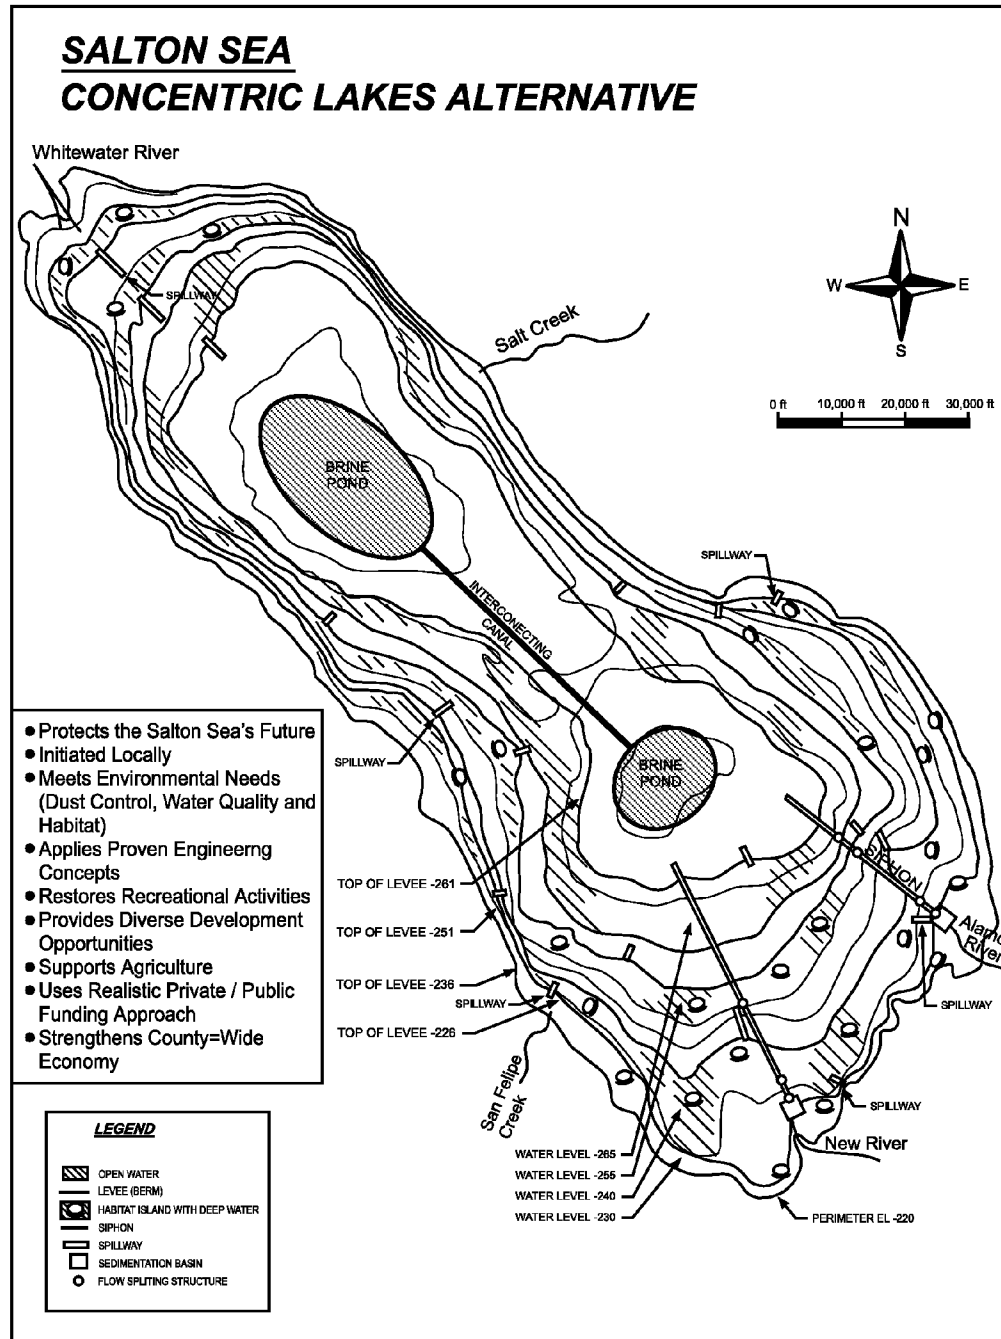 SALTON SEA
CONCENTRIC LAKES ALTERNATIVE
Whitewater River
N
W
E
S
Salt Creek
SPILLWAY
0 ft
10,000 ft
20,000 ft
30,000 ft
BRINE
POND
SPILLWAY
INTERCONECTING
CANAL
SPILLWAY
BRINE
POND
● Protects the Salton Sea's Future
● Initiated Locally
● Meets Environmental Needs
(Dust Control, Water Quality and
Habitat)
● Applies Proven Engineerng
Concepts
● Restores Recreational Activities
● Provides Diverse Development
Opportunities
● Supports Agriculture
● Uses Realistic Private / Public
Funding Approach
● Strengthens County=Wide
Economy
SIPHON
TOP OF LEVEE -261
TOP OF LEVEE -251
TOP OF LEVEE -236
SPILLWAY
TOP OF LEVEE -226
Alamo
River
SPILLWAY
San Felipe
Creek
SPILLWAY
New River
WATER LEVEL -265
WATER LEVEL -255
WATER LEVEL -240
WATER LEVEL -230
PERIMETER EL -220
LEGEND
OPEN WATER
LEVEE (BERM)
HABITAT ISLAND WITH DEEP WATER
SIPHON
SPILLWAY
SEDIMENTATION BASIN
FLOW SPLITING STRUCTURE